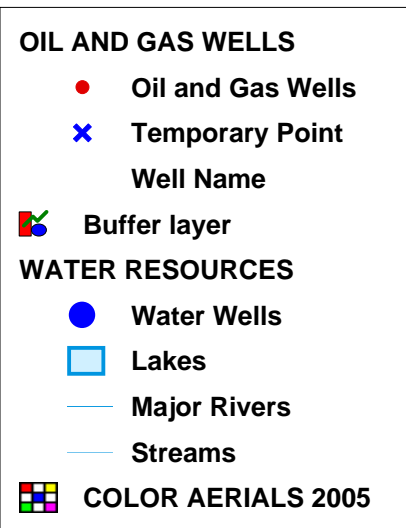 OIL AND GAS WELLS
Oil and Gas Wells
Temporary Point
Well Name
Buffer layer
WATER RESOURCES
Water Wells
Lakes
Major Rivers
Streams
COLOR AERIALS 2005